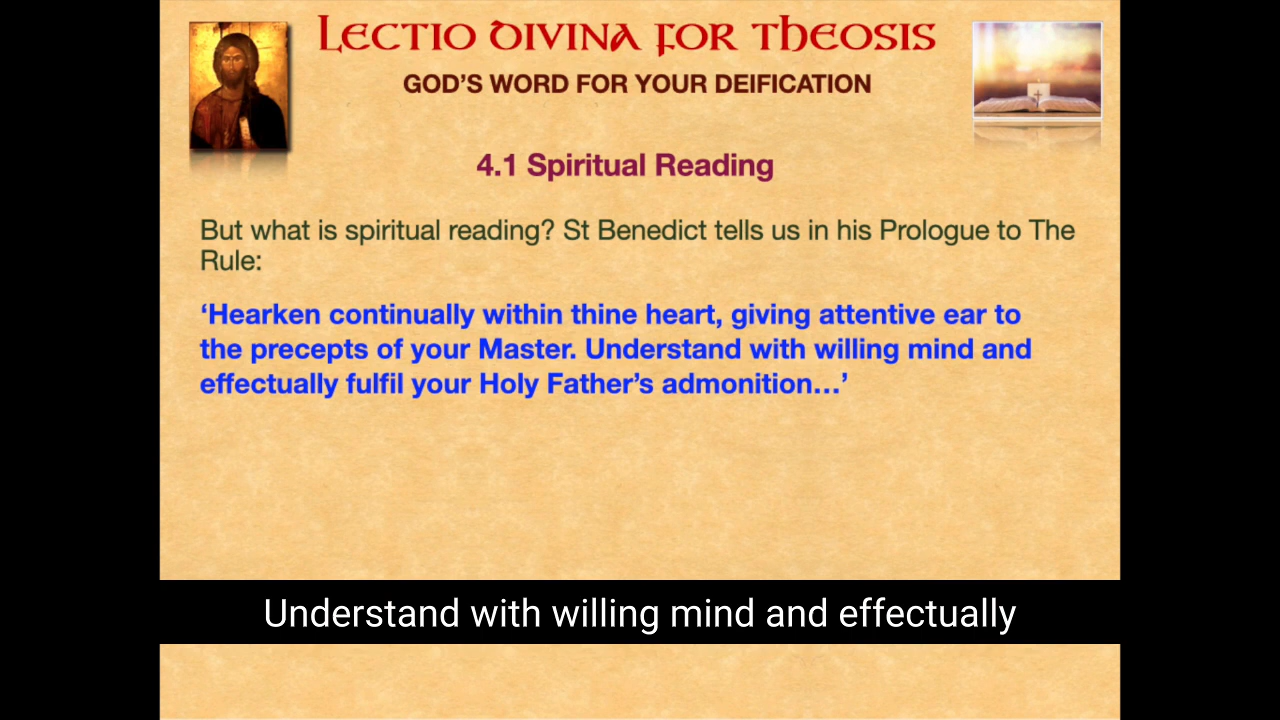 Lectio Divina for Theosis
GOD'S WORD FOR YOUR DEIFICATION
4.1 Spiritual Reading
But what is spiritual reading? St Benedict tells us in his Prologue to The
Rule:
‘Hearken continually within thine heart, giving attentive ear to
the precepts of your Master. Understand with willing mind and
effectually fulfil your Holy Father’s admonition…’
Understand with willing mind and effectually